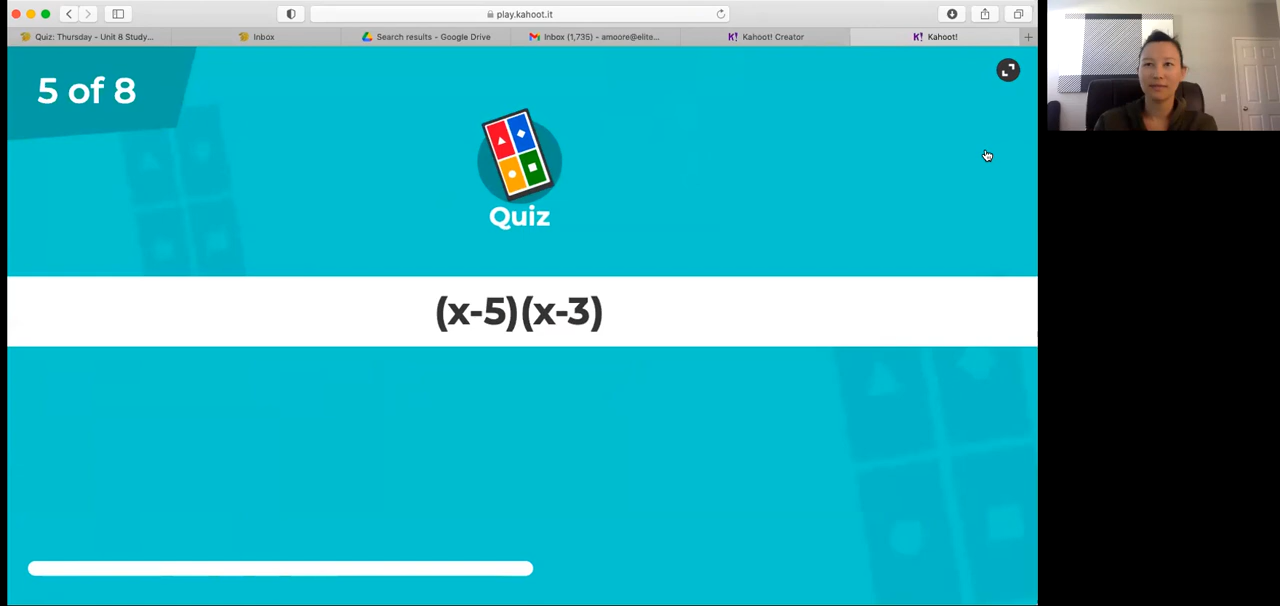 play.kahoot.it
Quiz: Thursday - Unit 8 Study...
Inbox
Search results - Google Drive
Inbox (1,735) - amoore@elite...
K! Kahoot! Creator
K! Kahoot!
5 of 8
Quiz
(x-5)(x-3)